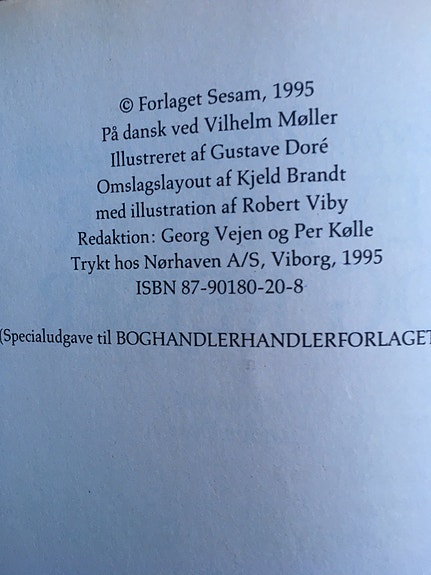 © Forlaget Sesam, 1995
På dansk ved Vilhelm Møller
Illustreret af Gustave Doré
Omslagslayout af Kjeld Brandt
med illustration af Robert Viby
Redaktion: Georg Vejen og Per Kølle
Trykt hos Nørhaven A/S, Viborg, 1995
ISBN 87-90180-20-8
(Specialudgave til BOGHANDLERHANDLERFORLAGET